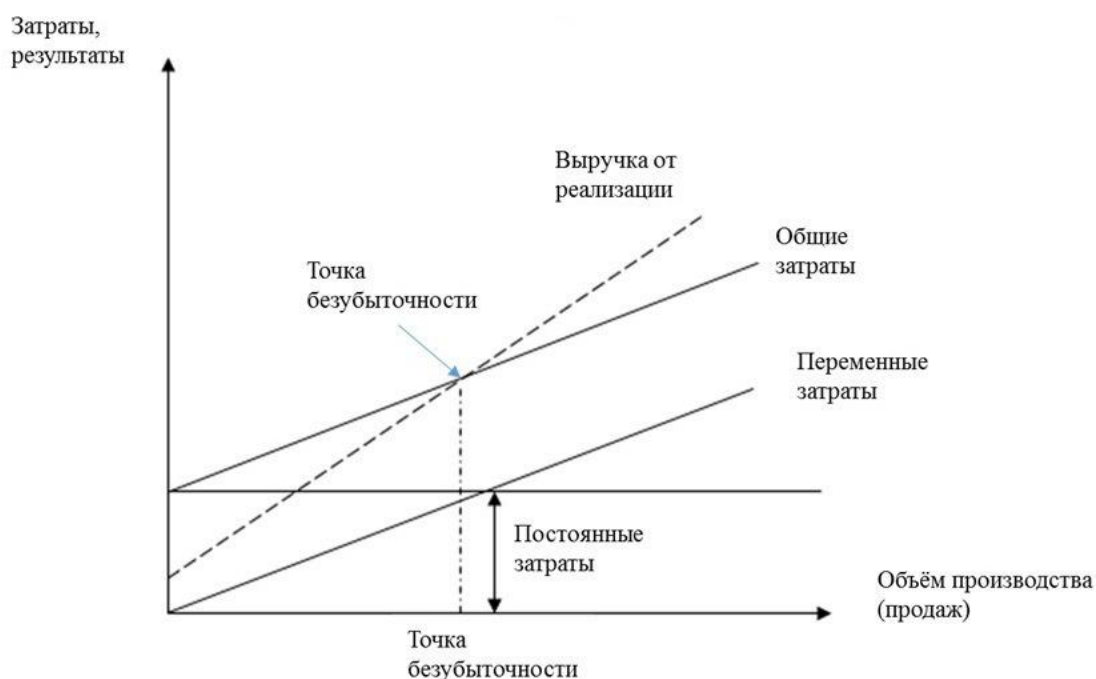 Затраты,
результаты
Выручка от
реализации
Общие
затраты
Точка
безубыточности
Переменные
затраты
Постоянные
затраты
Объём производства
(продаж)
Точка
безубыточности